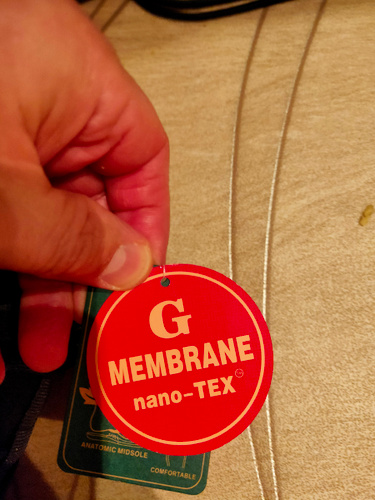 G
MEMBRANE
nano-TEX
ANATOMIC MIDSOLE
COMFORTABLE